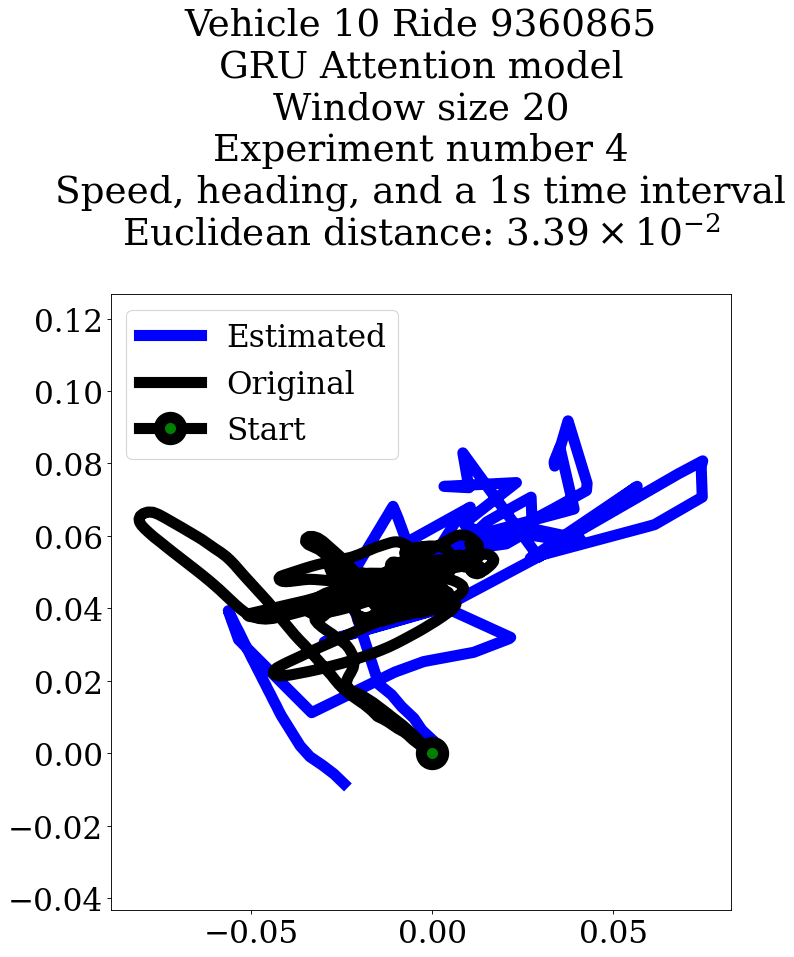 Vehicle 10 Ride 9360865
GRU Attention model
Window size 20
Experiment number 4
Speed, heading, and a 1s time interval
Euclidean distance: 3.39 × 10⁻²
Estimated
Original
Start
0.12
0.10
0.08
0.06
0.04
0.02
0.00
−0.02
−0.04
−0.05 0.00 0.05